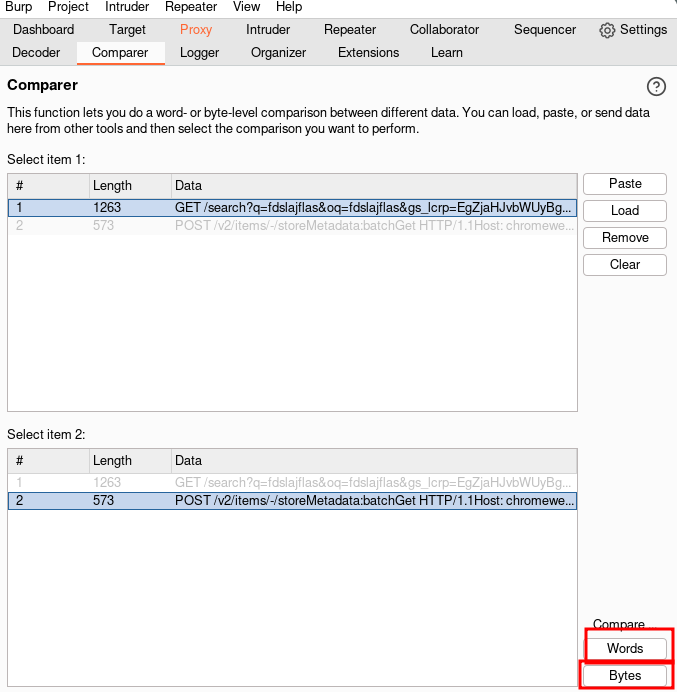 Burp Project Intruder Repeater View Help
Dashboard Target Proxy Intruder Repeater Collaborator Sequencer Settings
Decoder Comparer Logger Organizer Extensions Learn
Comparer
?
This function lets you do a word- or byte-level comparison between different data. You can load, paste, or send data
here from other tools and then select the comparison you want to perform.
Select item 1:
# Length Data
1 1263 GET /search?q=fdslajflas&oq=fdslajflas&gs_lcrp=EgZjaHJvbWUyBg...
2 573 POST /v2/items/-/storeMetadata:batchGet HTTP/1.1Host: chromewe...
Paste
Load
Remove
Clear
Select item 2:
# Length Data
1 1263 GET /search?q=fdslajflas&oq=fdslajflas&gs_lcrp=EgZjaHJvbWUyBg...
2 573 POST /v2/items/-/storeMetadata:batchGet HTTP/1.1Host: chromewe...
Compare ...
Words
Bytes